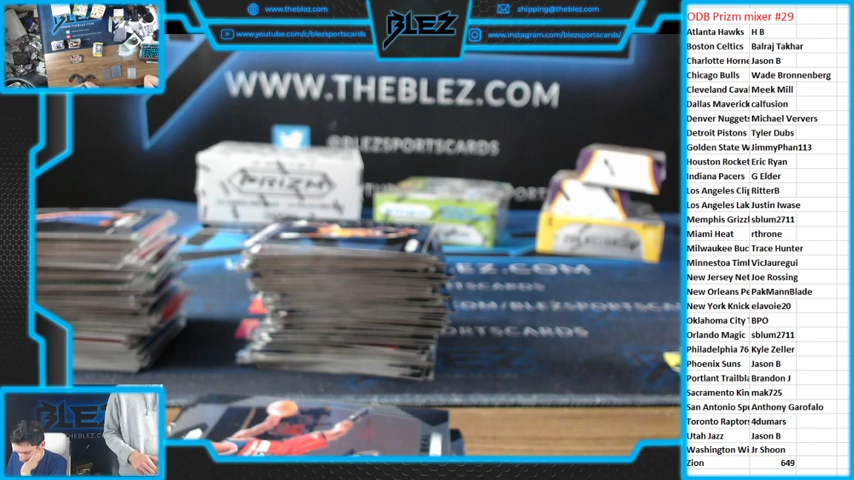 www.theblez.com
shipping@theblez.com
www.youtube.com/c/blezsportscards
www.instagram.com/blezsportscards/
BLEZ
WWW.THEBLEZ.COM
@BLEZSPORTSCARDS
PRIZM
BLEZ.COM
BLEZ
ODB Prizm mixer #29
Atlanta Hawks H B
Boston Celtics Balraj Takhar
Charlotte Horne Jason B
Chicago Bulls Wade Bronnenberg
Cleveland Cava Meek Mill
Dallas Maverick calfusion
Denver Nuggets Michael Ververs
Detroit Pistons Tyler Dubs
Golden State W JimmyPhan113
Houston Rocket Eric Ryan
Indiana Pacers G Elder
Los Angeles Clip RitterB
Los Angeles Lak Justin Iwase
Memphis Grizzl sblum2711
Miami Heat rthrone
Milwaukee Buc Trace Hunter
Minnestoa Timl VicJauregui
New Jersey Net Joe Rossing
New Orleans Pe PakMannBlade
New York Knick elavoie20
Oklahoma City BPO
Orlando Magic sblum2711
Philadelphia 76 Kyle Zeller
Phoenix Suns Jason B
Portlant Trailbla Brandon J
Sacramento Kin mak725
San Antonio Sp Anthony Garofalo
Toronto Raptors 4dumars
Utah Jazz Jason B
Washington Wi Jr Shoon
Zion 649